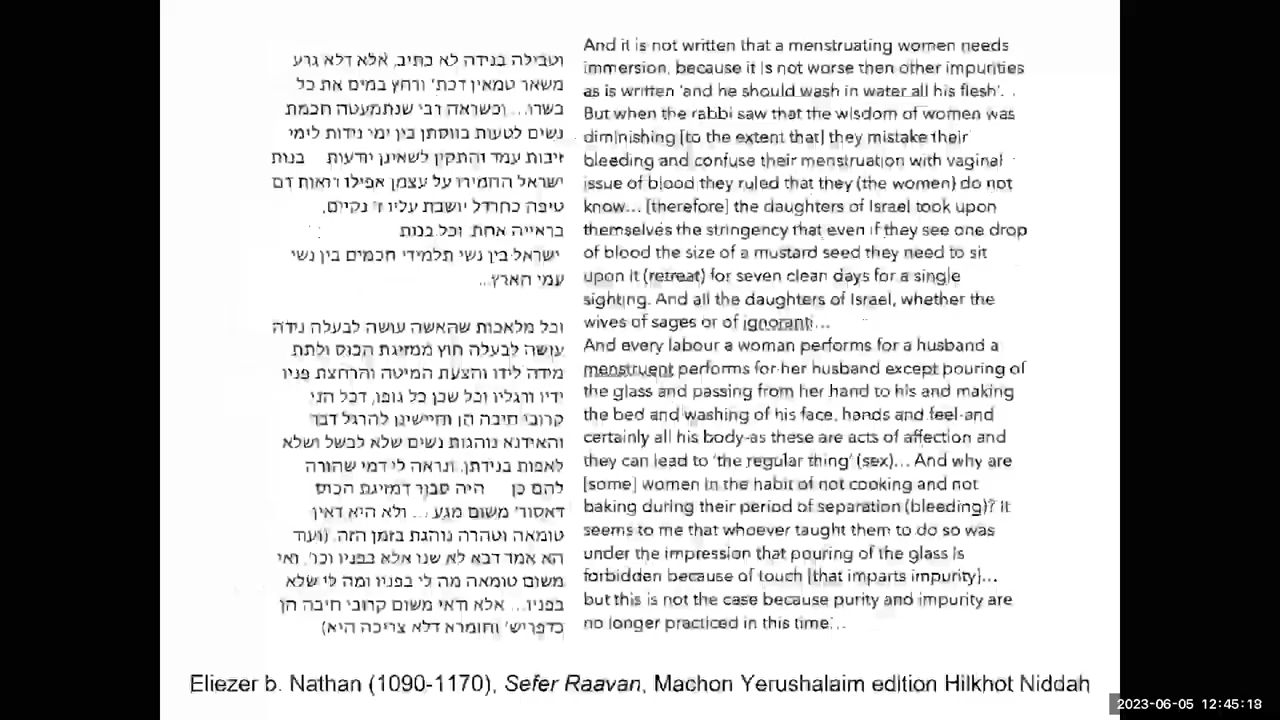 וטבילה בנידה לא כתיב, אלא דלא גרע
משאר טמאין דכת' ורחץ במים את כל
בשרו... וכשראה רבי שנתמעטה חכמת
נשים לטעות בווסתן בין ימי נידות לימי
זיבות עמד והתקין לשאינן יודעות בנות
ישראל החמירו על עצמן אפילו רואות דם
טיפה כחרדל יושבת עליו ז' נקיים,
בראייה אחת. וכל בנות
ישראל בין נשי תלמידי חכמים בין נשי
עמי הארץ...
וכל מלאכות שהאשה עושה לבעלה נידה
עושה לבעלה חוץ ממזיגת הכוס ולתת
מידה לידו והצעת המיטה והרחצת פניו
ידיו ורגליו וכל שכן כל גופו, דכל הני
קרובי חיבה הן וחיישינן להרגל דבר
והאידנא נוהגות נשים שלא לבשל ושלא
לאפות בנידתן. ונראה לי דמי שהורה
להם כן היה סבור דמזיגת הכוס
דאסור' משום מגע... ולא היא דאין
טומאה וטהרה נוהגת בזמן הזה. (ועוד
הא אמר רבא לא שנו אלא בפניו וכו'. ואי
משום טומאה מה לי בפניו ומה לי שלא
בפניו... אלא ודאי משום קרובי חיבה הן
כדפריש' וחומרא דלא צריכה היא)
And it is not written that a menstruating women needs
immersion, because it is not worse then other impurities
as is written 'and he should wash in water all his flesh'. .
But when the rabbi saw that the wisdom of women was
diminishing [to the extent that] they mistake their
bleeding and confuse their menstruation with vaginal
issue of blood they ruled that they (the women) do not
know... [therefore] the daughters of Israel took upon
themselves the stringency that even if they see one drop
of blood the size of a mustard seed they need to sit
upon it (retreat) for seven clean days for a single
sighting. And all the daughters of Israel, whether the
wives of sages or of ignoranti...
And every labour a woman performs for a husband a
menstruent performs for her husband except pouring of
the glass and passing from her hand to his and making
the bed and washing of his face, hands and feel-and
certainly all his body-as these are acts of affection and
they can lead to 'the regular thing' (sex)... And why are
[some] women in the habit of not cooking and not
baking during their period of separation (bleeding)? It
seems to me that whoever taught them to do so was
under the impression that pouring of the glass is
forbidden because of touch [that imparts impurity]...
but this is not the case because purity and impurity are
no longer practiced in this time...
Eliezer b. Nathan (1090-1170), Sefer Raavan, Machon Yerushalaim edition Hilkhot Niddah
2023-06-05 12:45:18